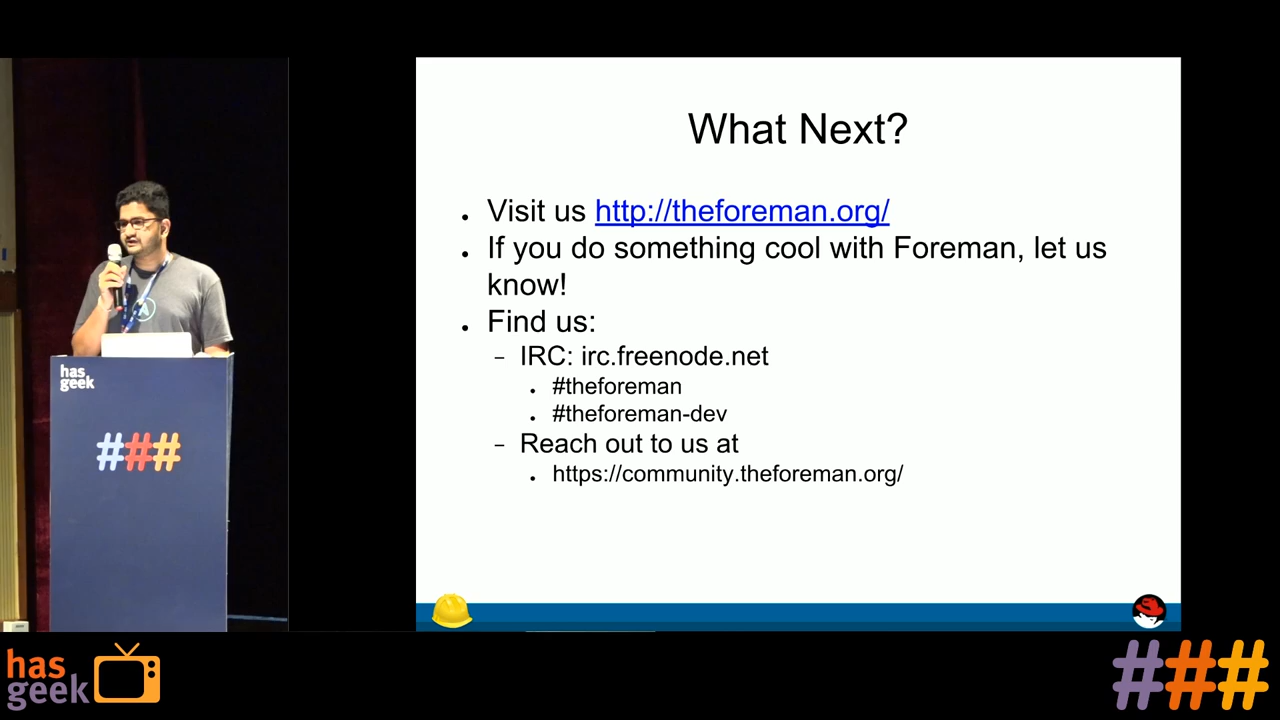 What Next?
Visit us http://theforeman.org/
If you do something cool with Foreman, let us
know!
Find us:
– IRC: irc.freenode.net
#theforeman
#theforeman-dev
– Reach out to us at
https://community.theforeman.org/
has
geek
###
A
has
geek
###